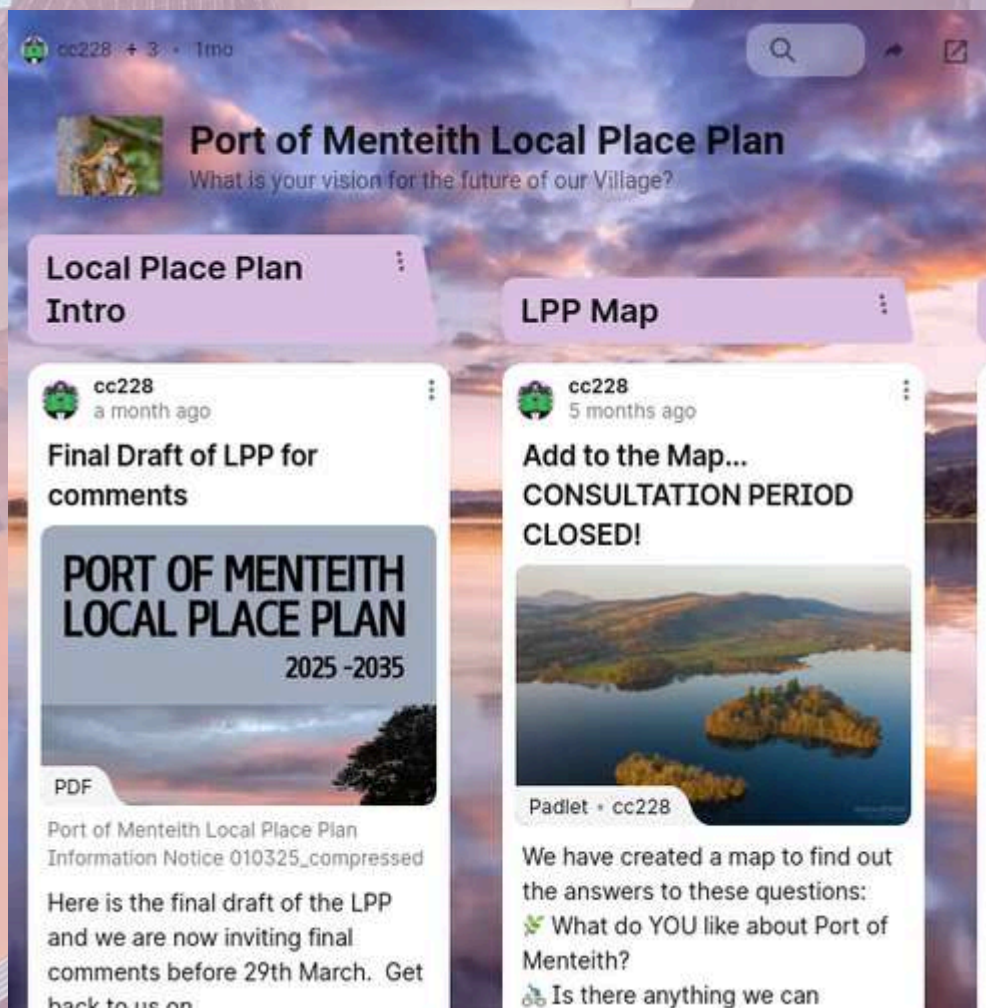 cc228 + 3 • 1mo
Port of Menteith Local Place Plan
What is your vision for the future of our Village?
Local Place Plan
Intro
cc228
a month ago
Final Draft of LPP for
comments
PORT OF MENTEITH
LOCAL PLACE PLAN
2025 -2035
PDF
Port of Menteith Local Place Plan
Information Notice 010325_compressed
Here is the final draft of the LPP
and we are now inviting final
comments before 29th March. Get
back to us on
LPP Map
cc228
5 months ago
Add to the Map...
CONSULTATION PERIOD
CLOSED!
Padlet • cc228
We have created a map to find out
the answers to these questions:
🌿 What do YOU like about Port of
Menteith?
🚲 Is there anything we can